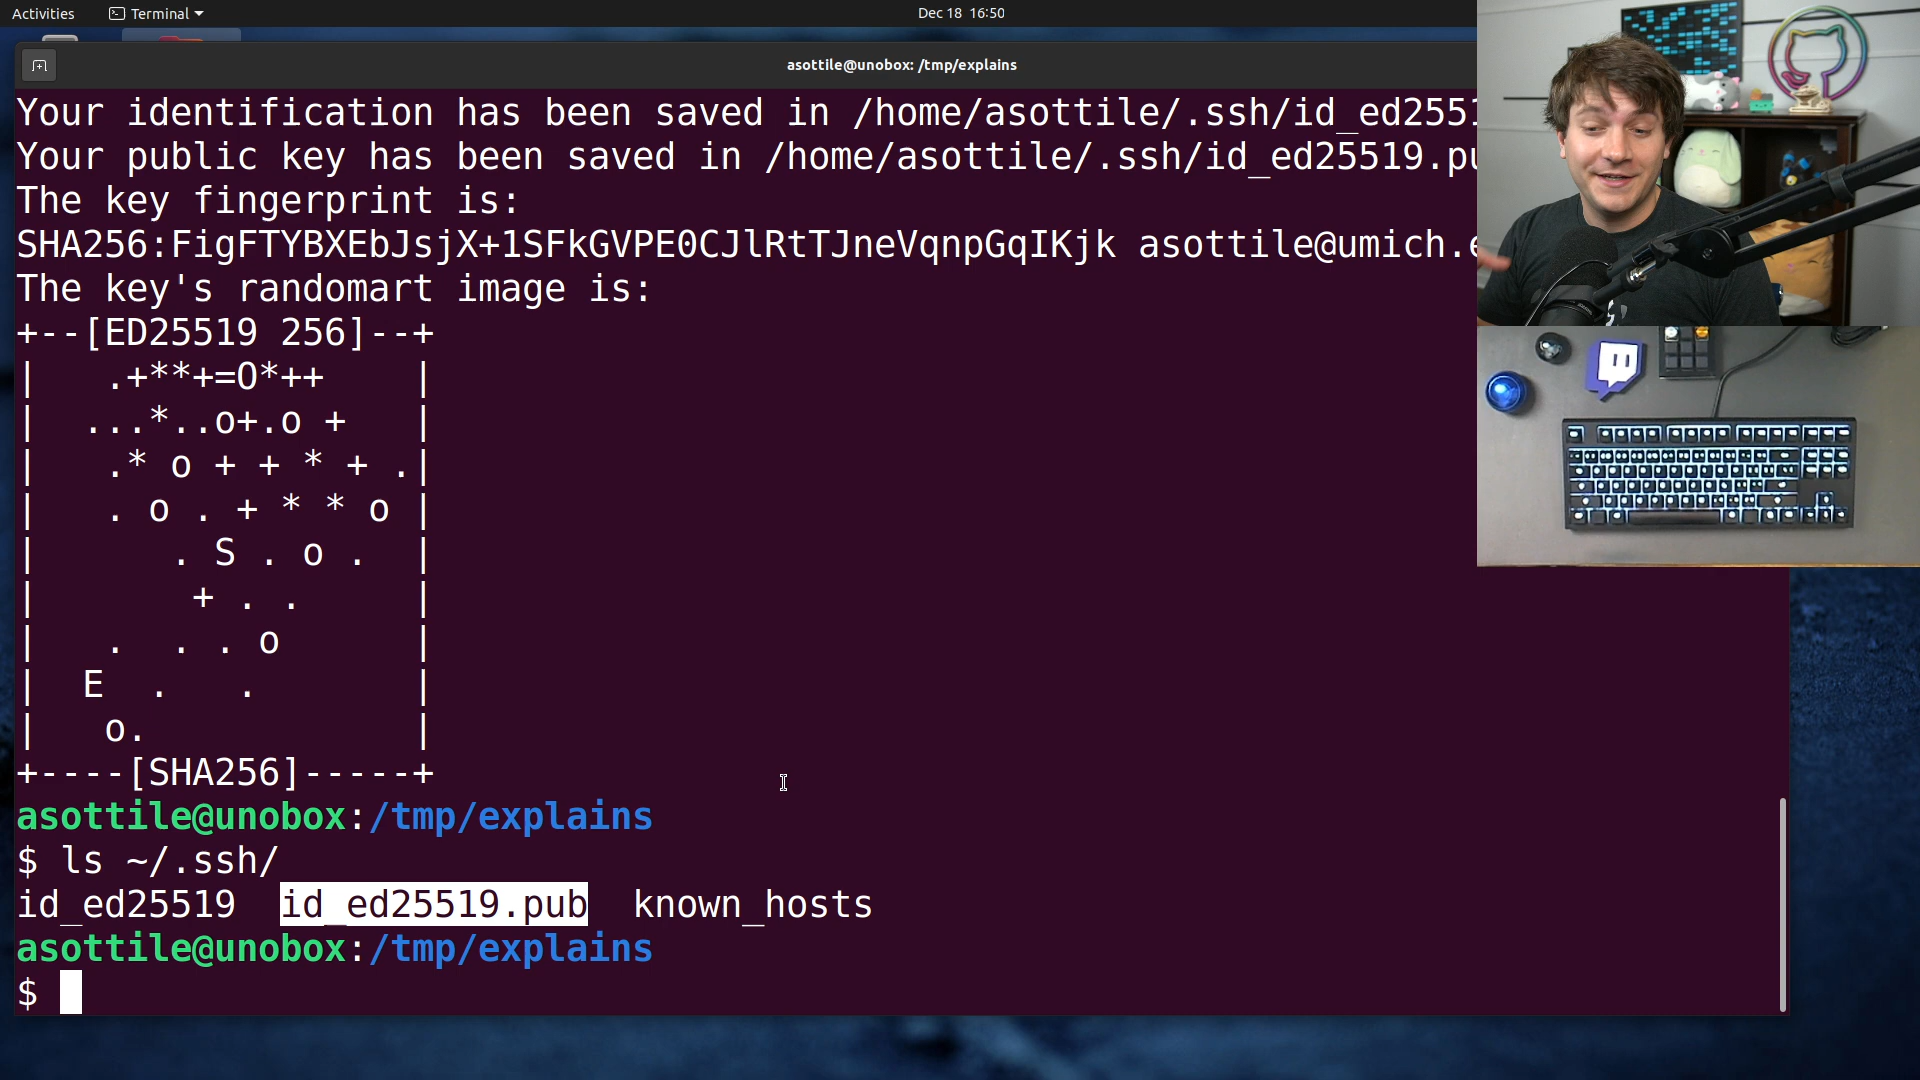 Activities
Terminal
Dec 18 16:50
asottile@unobox: /tmp/explains
Your identification has been saved in /home/asottile/.ssh/id_ed2551
Your public key has been saved in /home/asottile/.ssh/id_ed25519.pu
The key fingerprint is:
SHA256:FigFTYBXEbJsjX+1SFkGVPE0CJlRtTJneVqnpGqIKjk asottile@umich.e
The key's randomart image is:
+--[ED25519 256]--+
|   .+**+=O*++    |
|  ...*..o+.o +   |
|   .* o + + * + .|
|   . o . + * * o |
|      . S . o .  |
|       + . .     |
|   .  . . o      |
|  E  .   .       |
|   o.            |
+----[SHA256]-----+
asottile@unobox:/tmp/explains
$ ls ~/.ssh/
id_ed25519  id_ed25519.pub  known_hosts
asottile@unobox:/tmp/explains
$